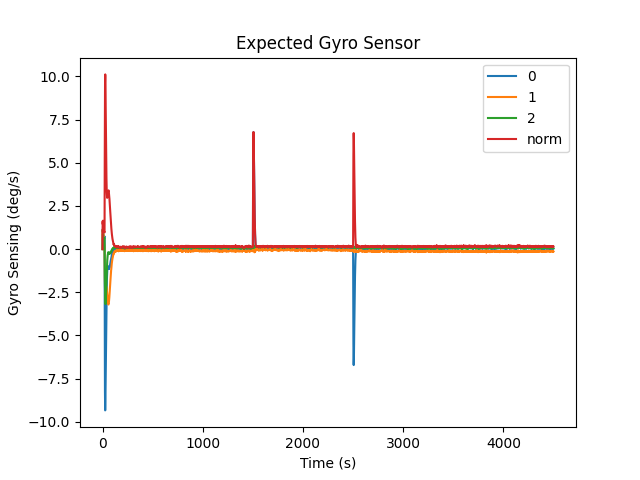 Expected Gyro Sensor
Gyro Sensing (deg/s)
10.0
7.5
5.0
2.5
0.0
−2.5
−5.0
−7.5
−10.0
0
1
2
norm
0 1000 2000 3000 4000
Time (s)